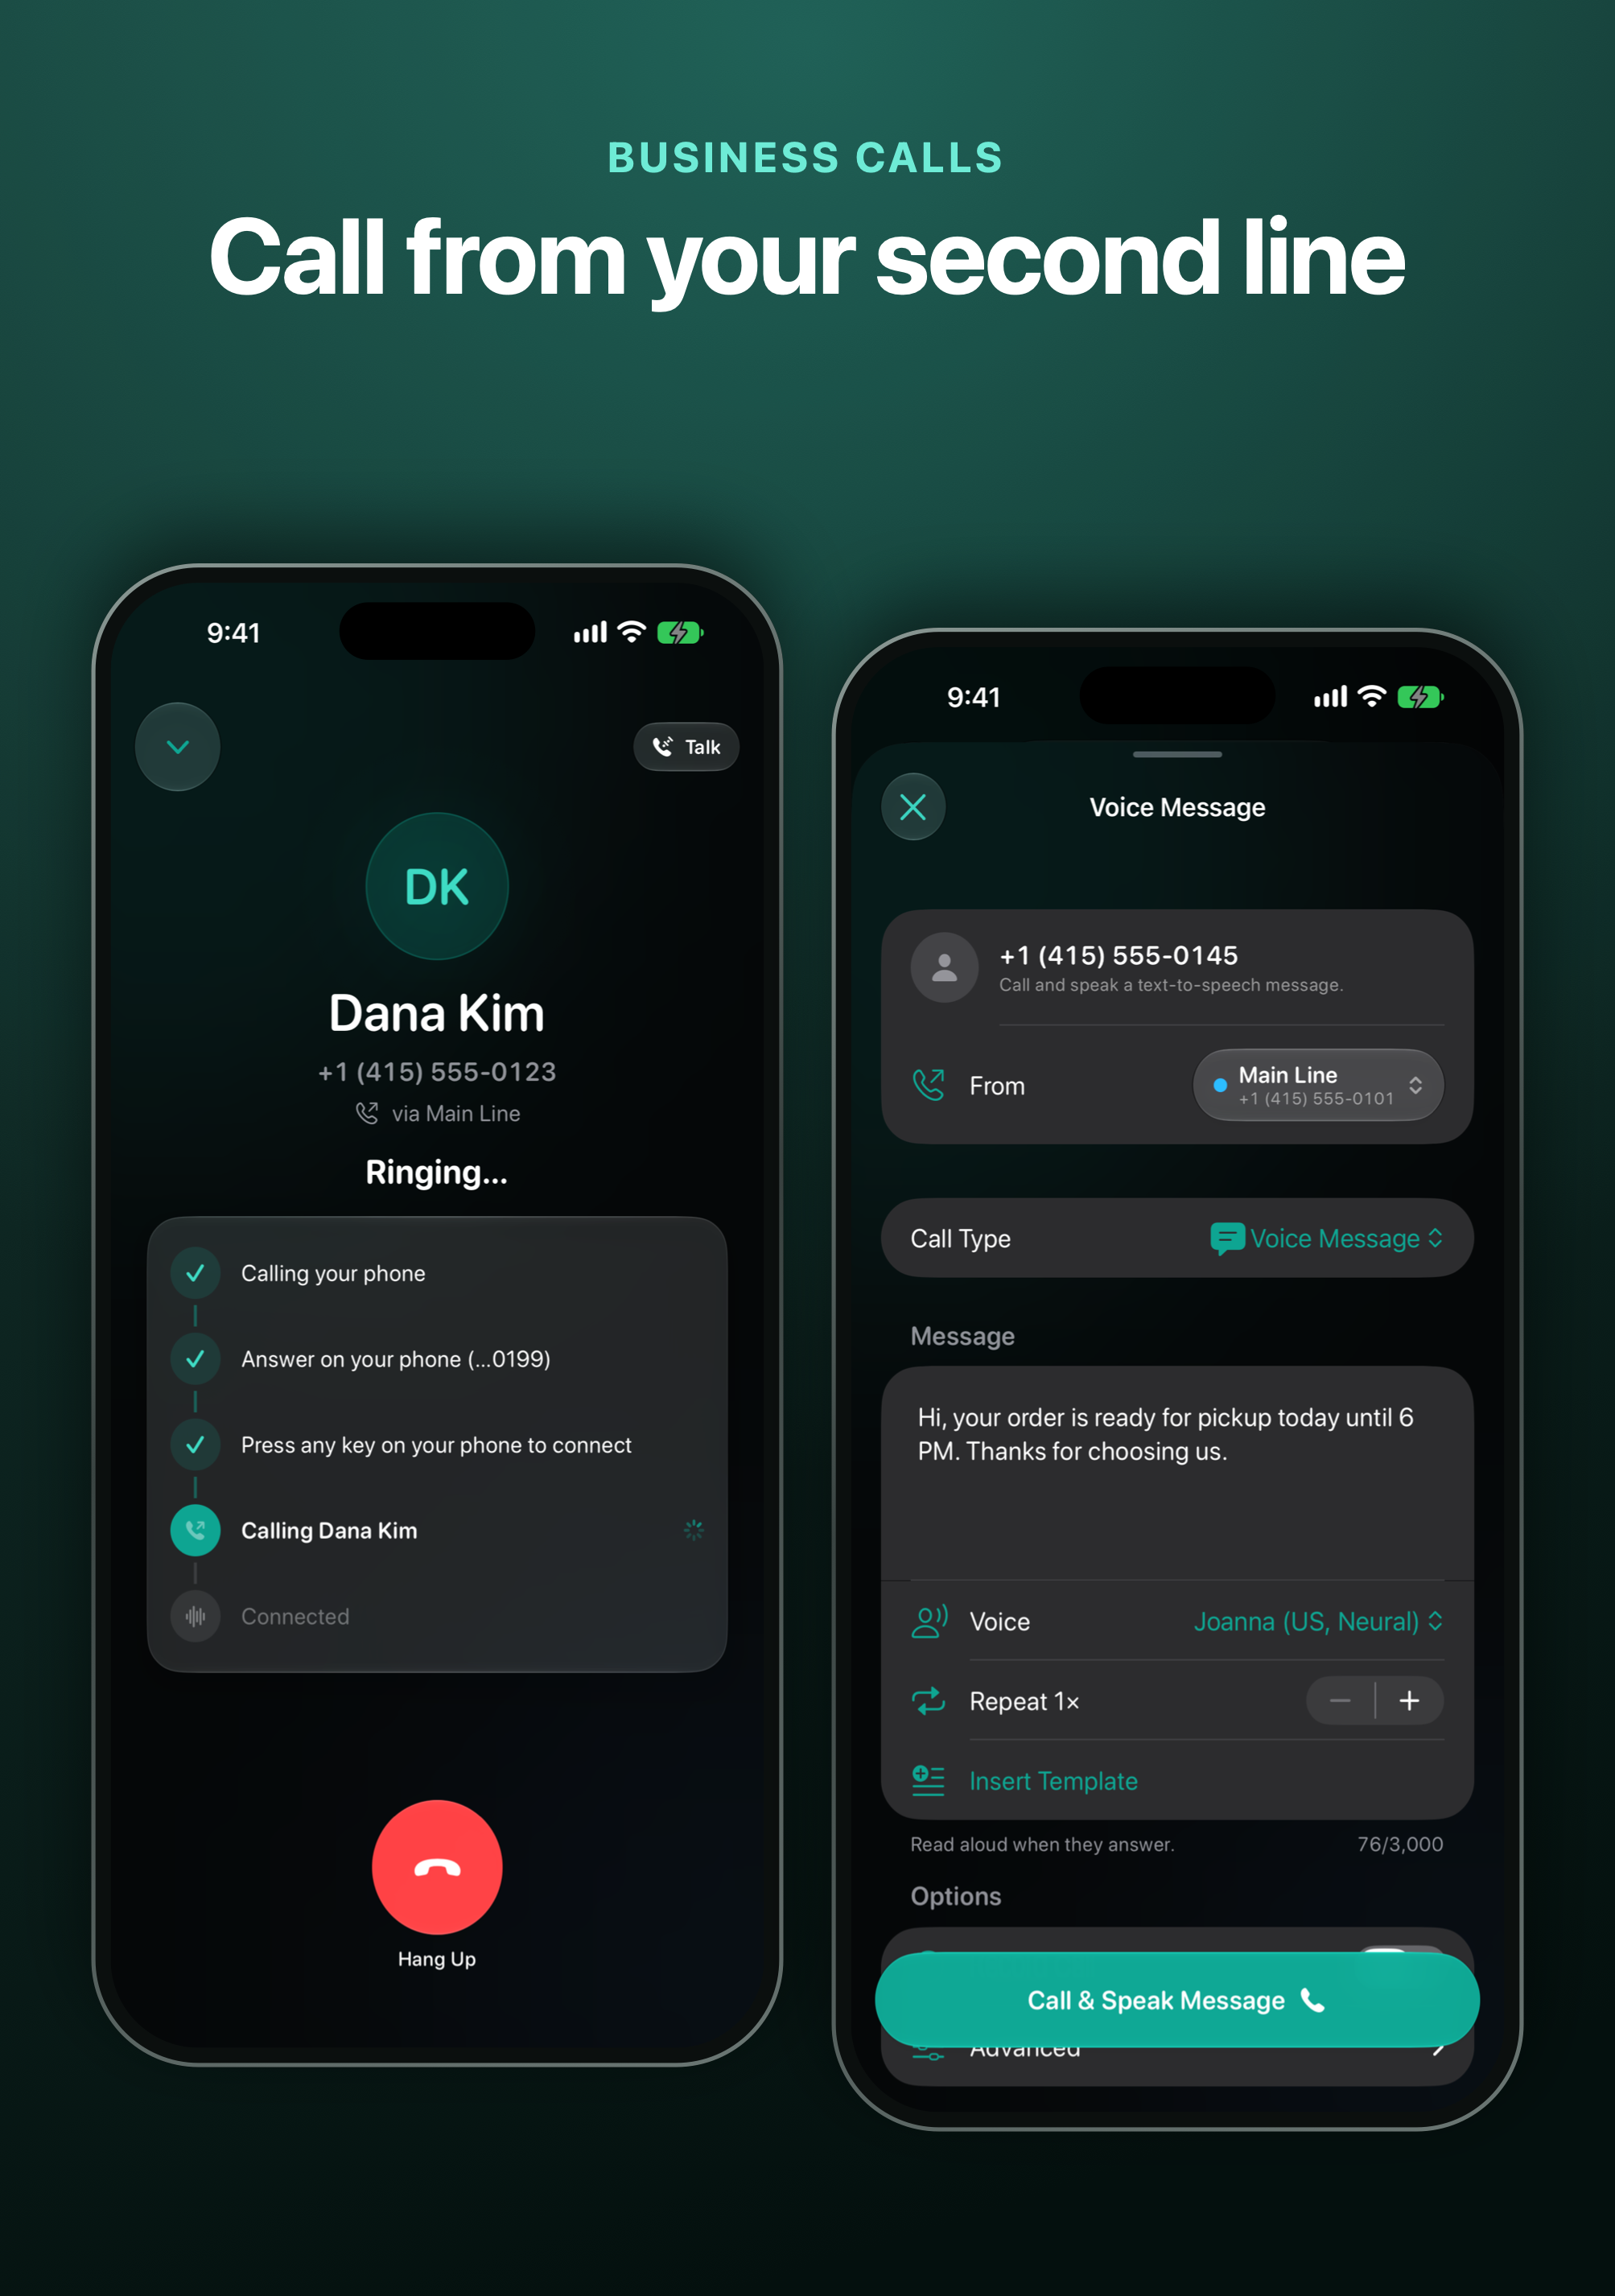 BUSINESS CALLS
Call from your second line
9:41
Talk
DK
Dana Kim
+1 (415) 555-0123
via Main Line
Ringing...
Calling your phone
Answer on your phone (...0199)
Press any key on your phone to connect
Calling Dana Kim
Connected
Hang Up
9:41
Voice Message
+1 (415) 555-0145
Call and speak a text-to-speech message.
From
Main Line
+1 (415) 555-0101
Call Type
Voice Message
Message
Hi, your order is ready for pickup today until 6
PM. Thanks for choosing us.
Voice
Joanna (US, Neural)
Repeat 1×
Insert Template
Read aloud when they answer.
76/3,000
Options
Call & Speak Message
Advanced